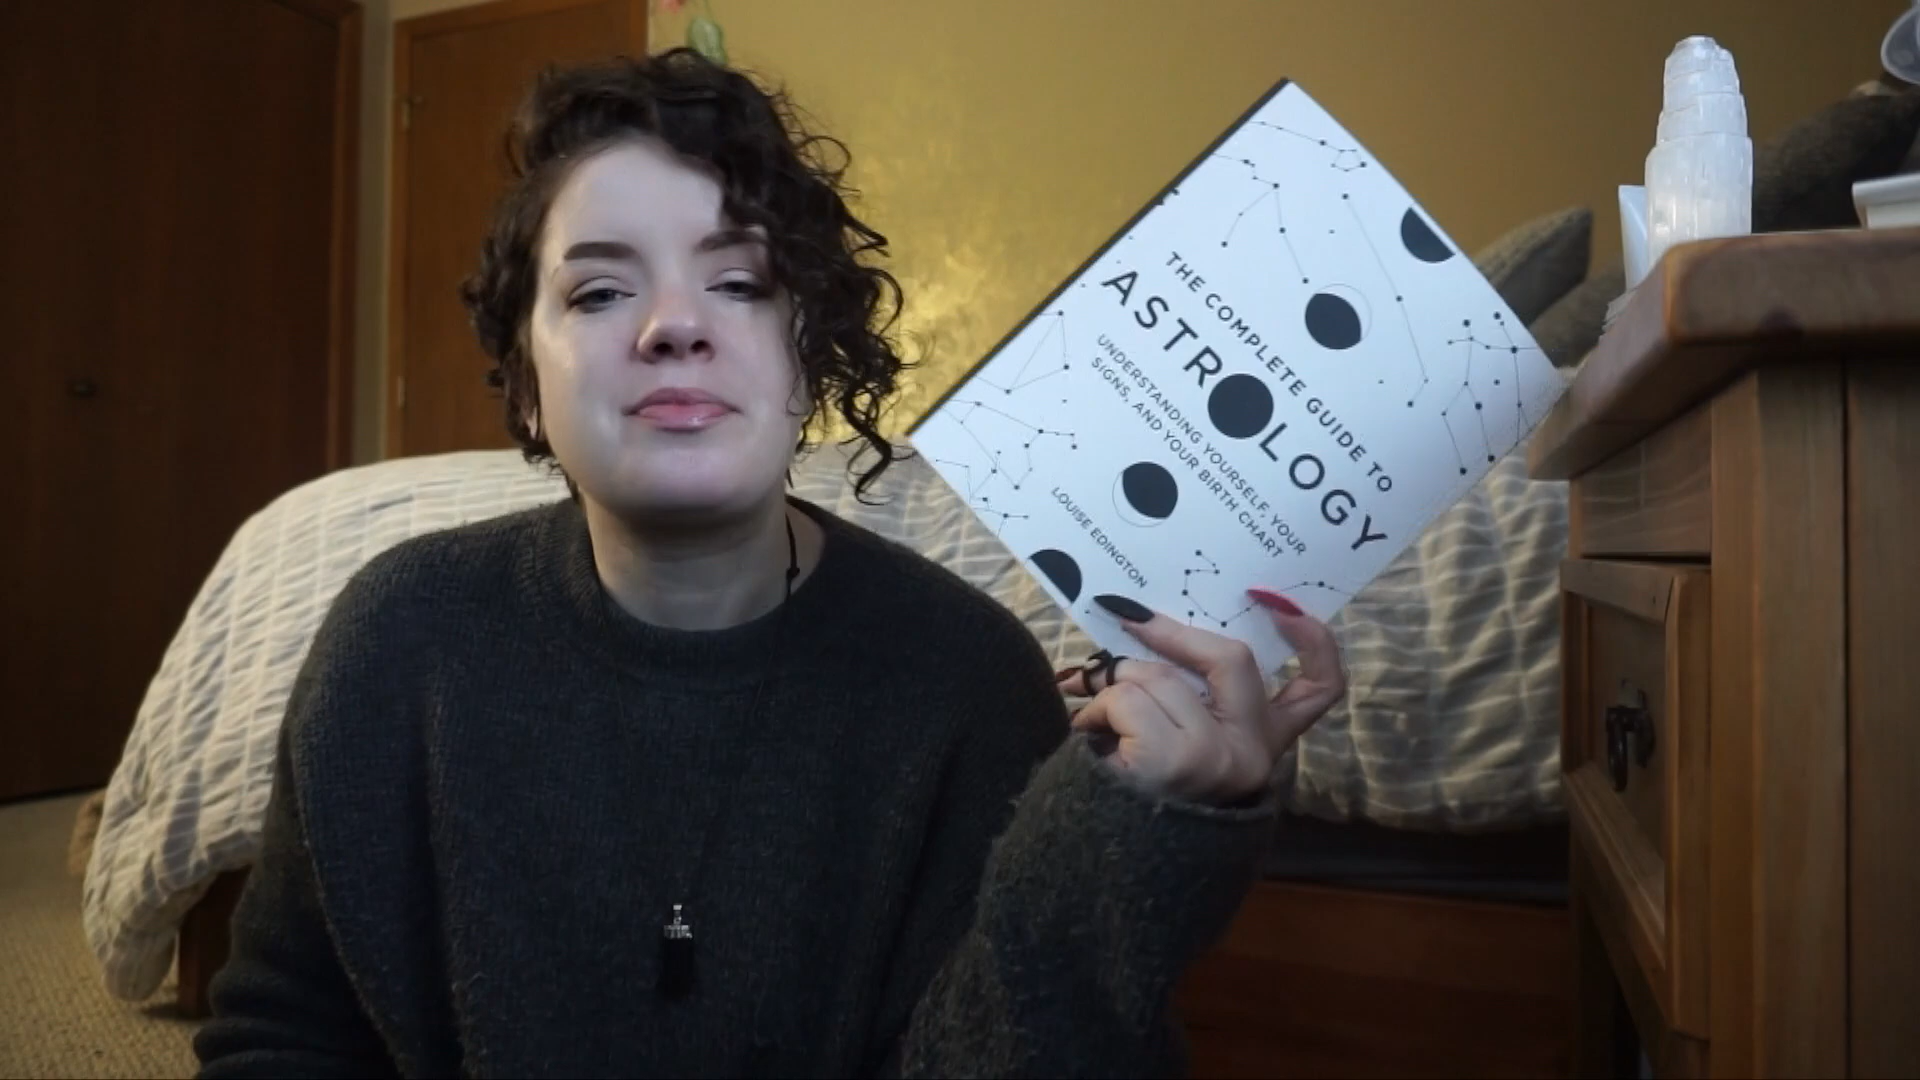 THE COMPLETE GUIDE TO
ASTROLOGY
UNDERSTANDING YOURSELF, YOUR
SIGNS, AND YOUR BIRTH CHART
LOUISE EDINGTON